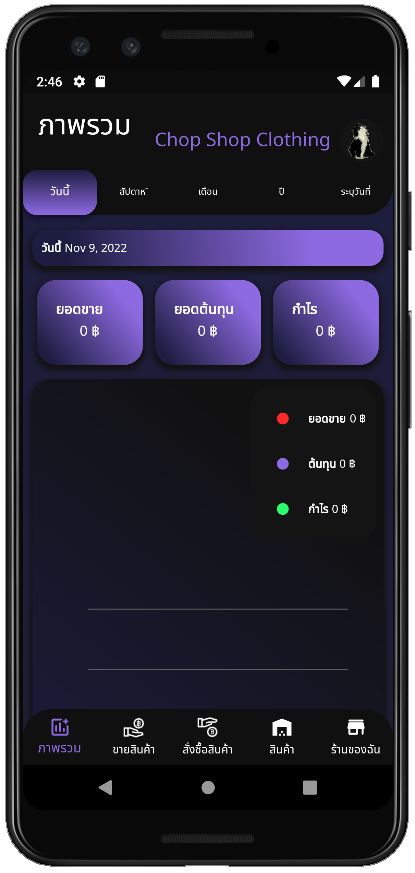 2:46
ภาพรวม
Chop Shop Clothing
วันนี้ สัปดาห์ เดือน ปี ระบุวันที่
วันนี้ Nov 9, 2022
ยอดขาย ยอดต้นทุน กำไร
0 ฿ 0 ฿ 0 ฿
ยอดขาย 0 ฿
ต้นทุน 0 ฿
กำไร 0 ฿
ภาพรวม ขายสินค้า สั่งซื้อสินค้า สินค้า ร้านของฉัน